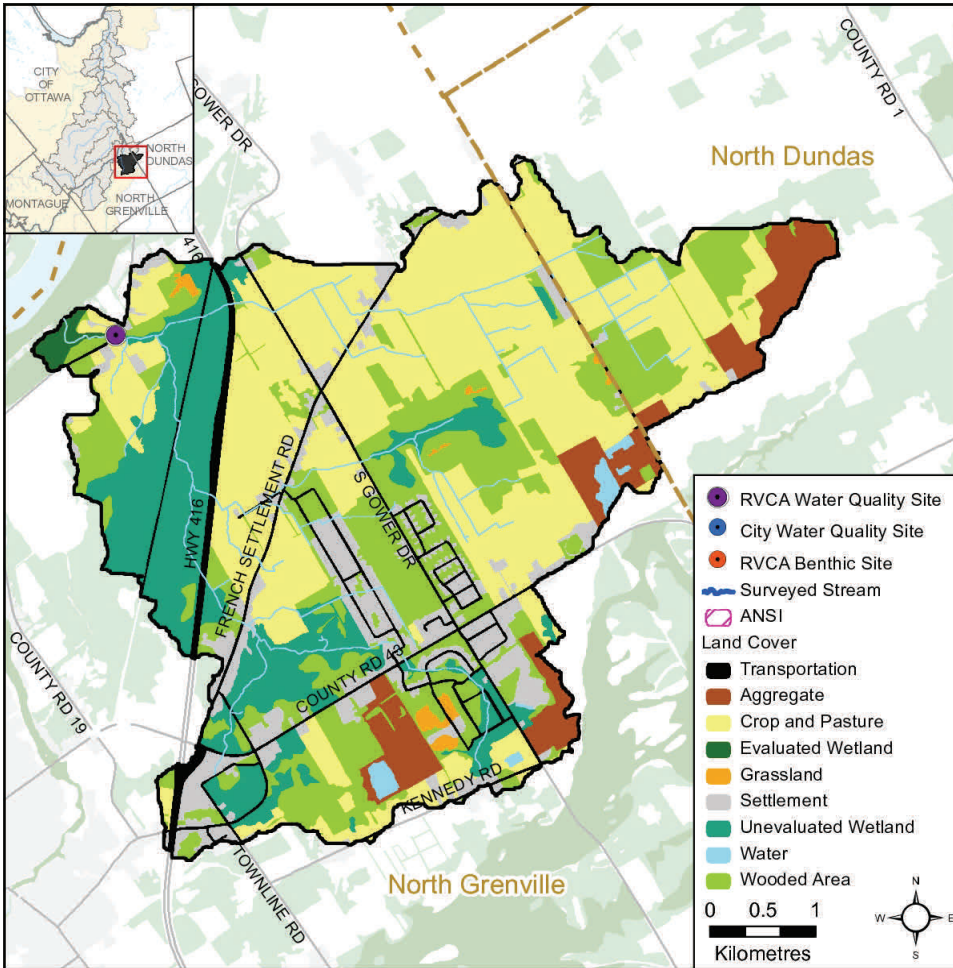 CITY
OF
OTTAWA
NORTH
DUNDAS
MONTAGUE
NORTH
GRENVILLE
GOWER DR
COUNTY RD 1
North Dundas
416
HWY 416
FRENCH SETTLEMENT RD
S GOWER DR
COUNTY RD 43
COUNTY RD 19
KENNEDY RD
TOWNLINE RD
North Grenville
RVCA Water Quality Site
City Water Quality Site
RVCA Benthic Site
Surveyed Stream
ANSI
Land Cover
Transportation
Aggregate
Crop and Pasture
Evaluated Wetland
Grassland
Settlement
Unevaluated Wetland
Water
Wooded Area
0 0.5 1
Kilometres
N
W E
S